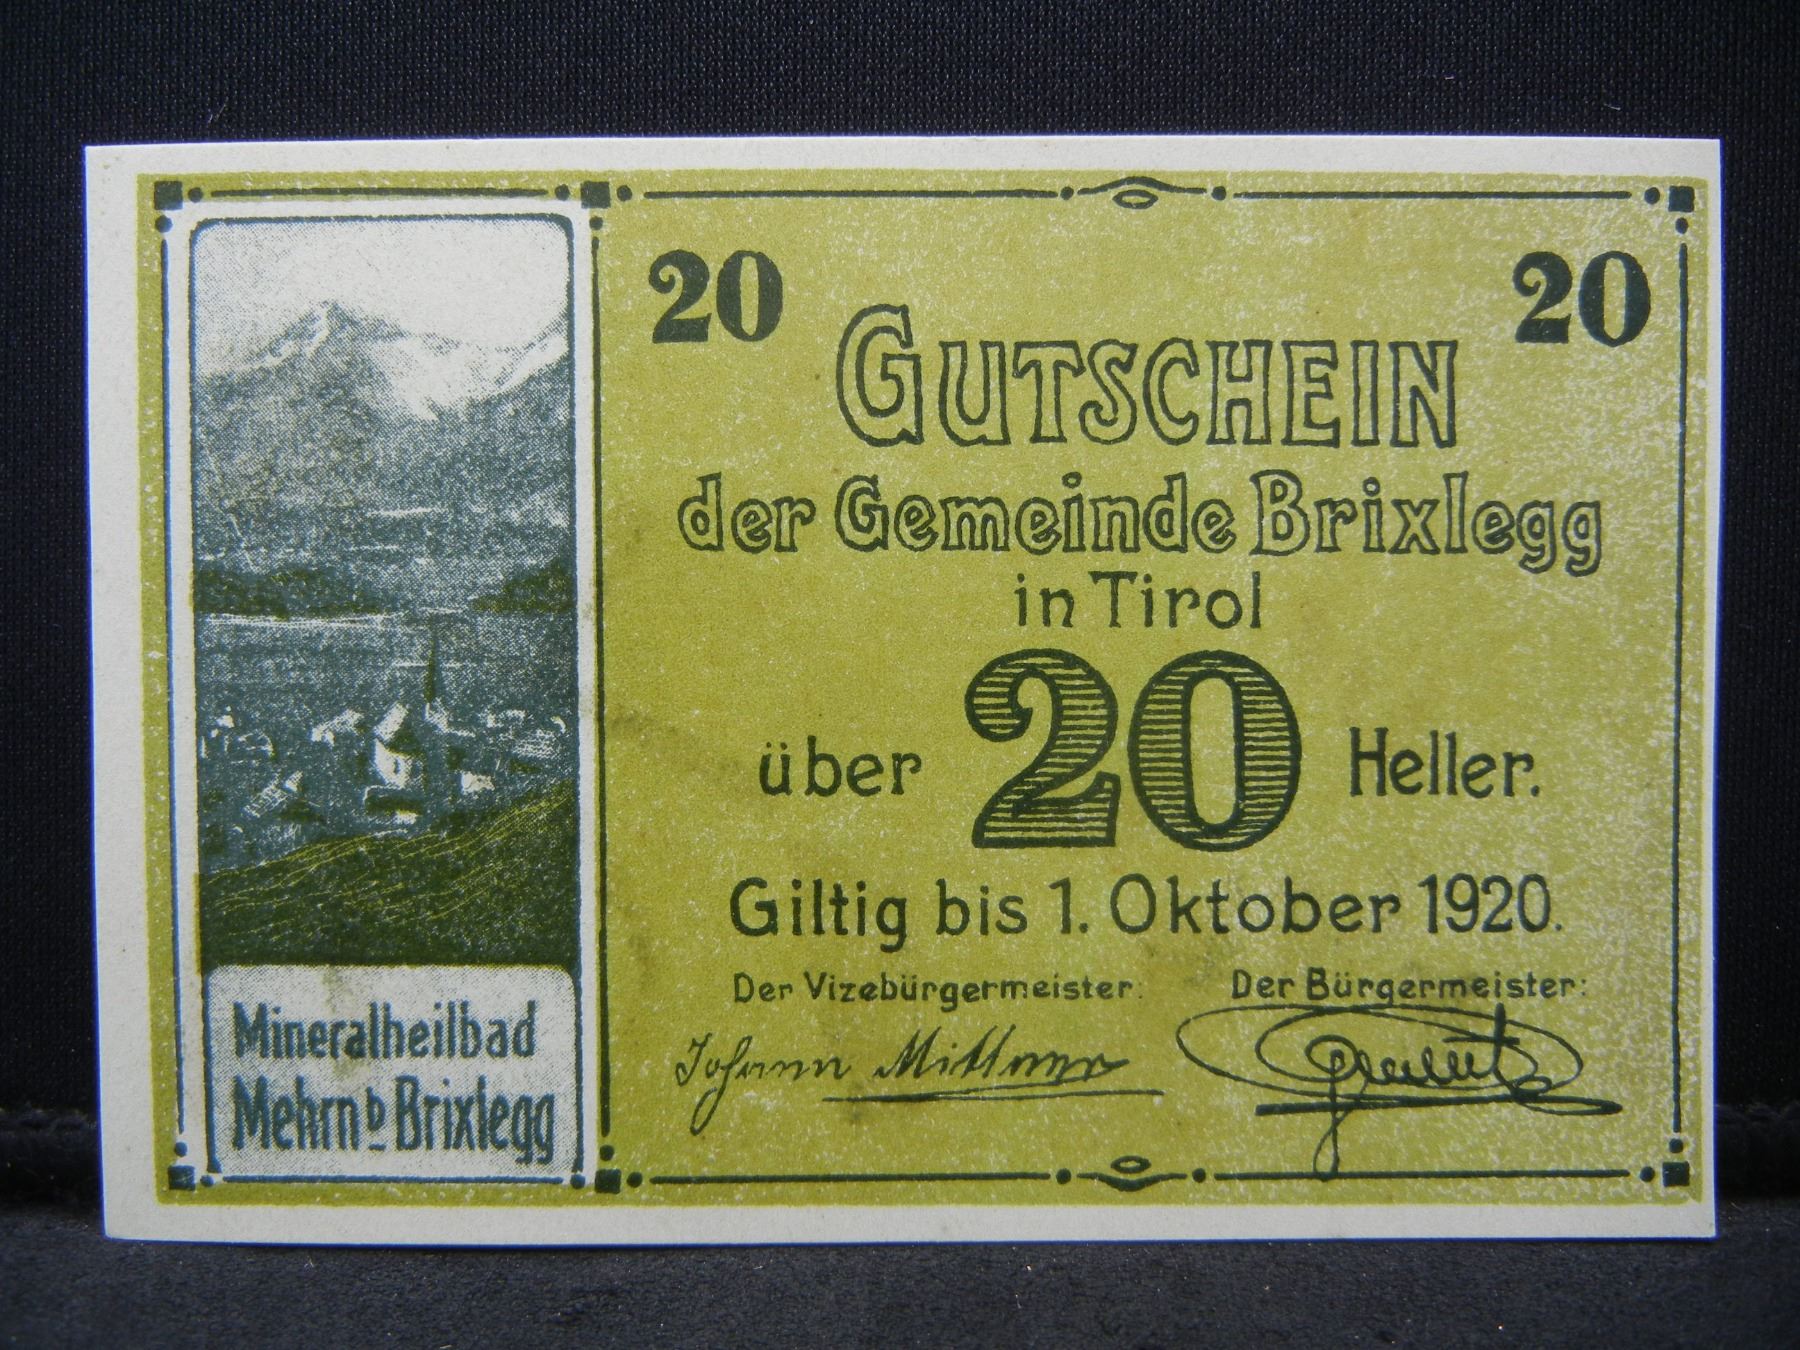 20
20
GUTSCHEIN
der Gemeinde Brixlegg
in Tirol
über 20 Heller.
Giltig bis 1. Oktober 1920.
Der Vizebürgermeister:
Der Bürgermeister:
Johann
Mineralheilbad
Mehrn b Brixlegg